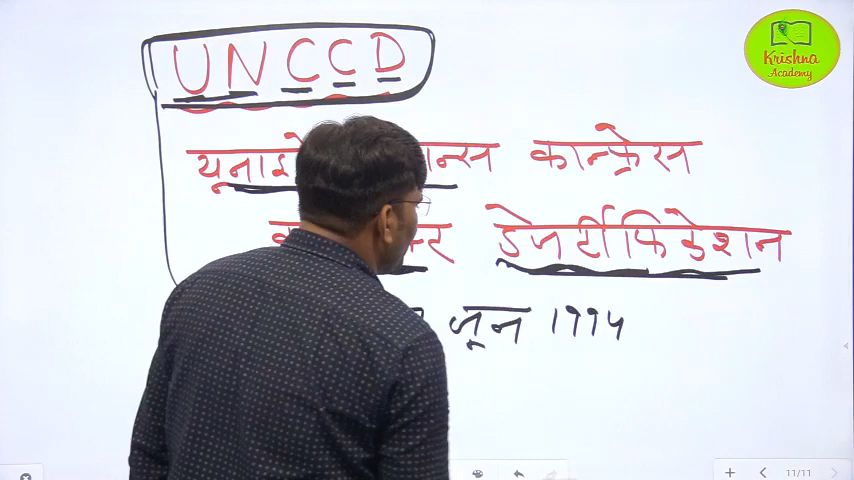 UNCCD
Krishna
Academy
कान्फ्रेस
डेजर्टीफिकेशन
जून 1994
11/11